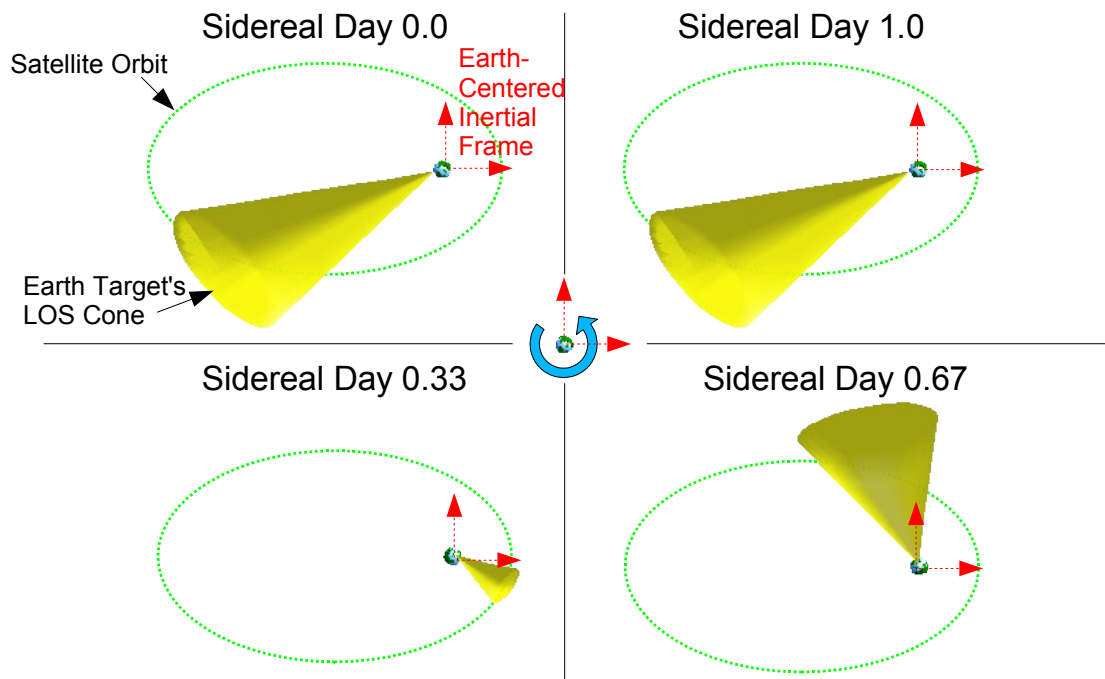 Sidereal Day 0.0
Satellite Orbit
Earth-
Centered
Inertial
Frame
Earth Target's
LOS Cone
Sidereal Day 1.0
Sidereal Day 0.33
Sidereal Day 0.67